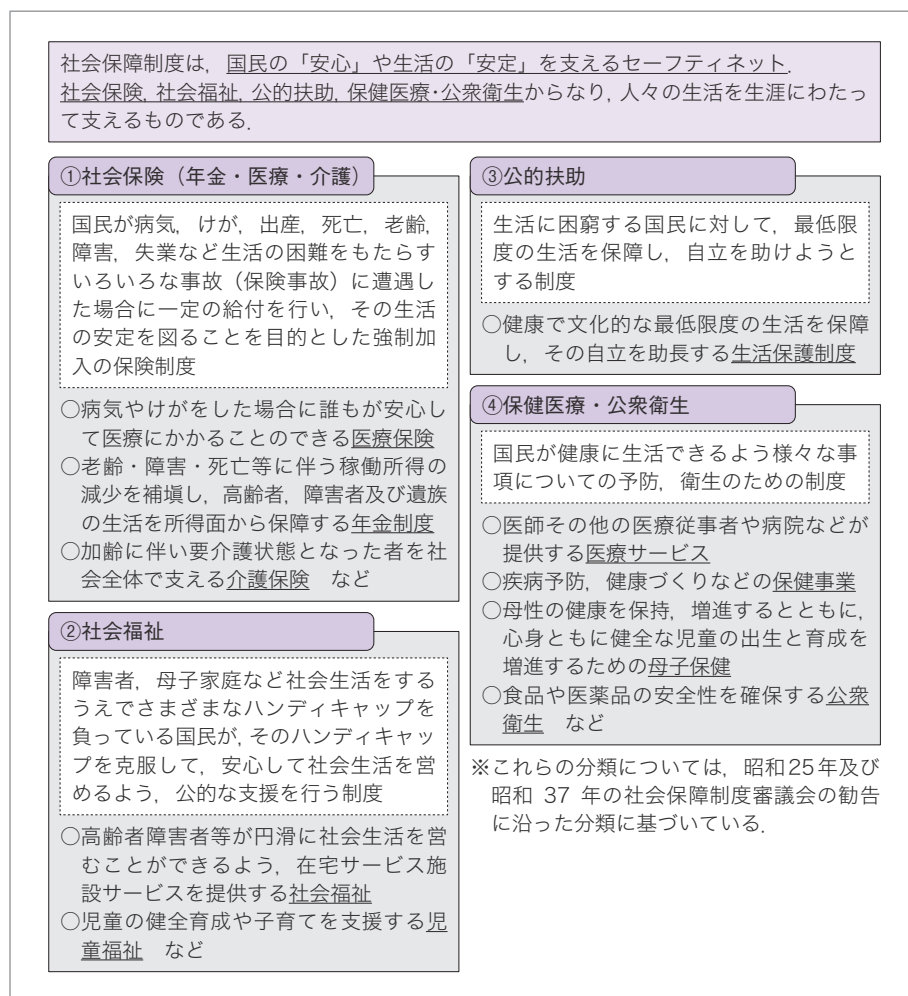 社会保障制度は，国民の「安心」や生活の「安定」を支えるセーフティネット．
社会保険，社会福祉，公的扶助，保健医療・公衆衛生からなり，人々の生活を生涯にわたっ
て支えるものである．
①社会保険（年金・医療・介護）
国民が病気，けが，出産，死亡，老齢，
障害，失業など生活の困難をもたらす
いろいろな事故（保険事故）に遭遇し
た場合に一定の給付を行い，その生活
の安定を図ることを目的とした強制加
入の保険制度
○病気やけがをした場合に誰もが安心し
て医療にかかることのできる医療保険
○老齢・障害・死亡等に伴う稼働所得の
減少を補塡し，高齢者，障害者及び遺族
の生活を所得面から保障する年金制度
○加齢に伴い要介護状態となった者を社
会全体で支える介護保険　など
②社会福祉
障害者，母子家庭など社会生活をする
うえでさまざまなハンディキャップを
負っている国民が，そのハンディキャッ
プを克服して，安心して社会生活を営
めるよう，公的な支援を行う制度
○高齢者障害者等が円滑に社会生活を営
むことができるよう，在宅サービス施
設サービスを提供する社会福祉
○児童の健全育成や子育てを支援する児
童福祉　など
③公的扶助
生活に困窮する国民に対して，最低限
度の生活を保障し，自立を助けようと
する制度
○健康で文化的な最低限度の生活を保障
し，その自立を助長する生活保護制度
④保健医療・公衆衛生
国民が健康に生活できるよう様々な事
項についての予防，衛生のための制度
○医師その他の医療従事者や病院などが
提供する医療サービス
○疾病予防，健康づくりなどの保健事業
○母性の健康を保持，増進するとともに，
心身ともに健全な児童の出生と育成を
増進するための母子保健
○食品や医薬品の安全性を確保する公衆
衛生　など
※これらの分類については，昭和25年及び
昭和 37 年の社会保障制度審議会の勧告
に沿った分類に基づいている．